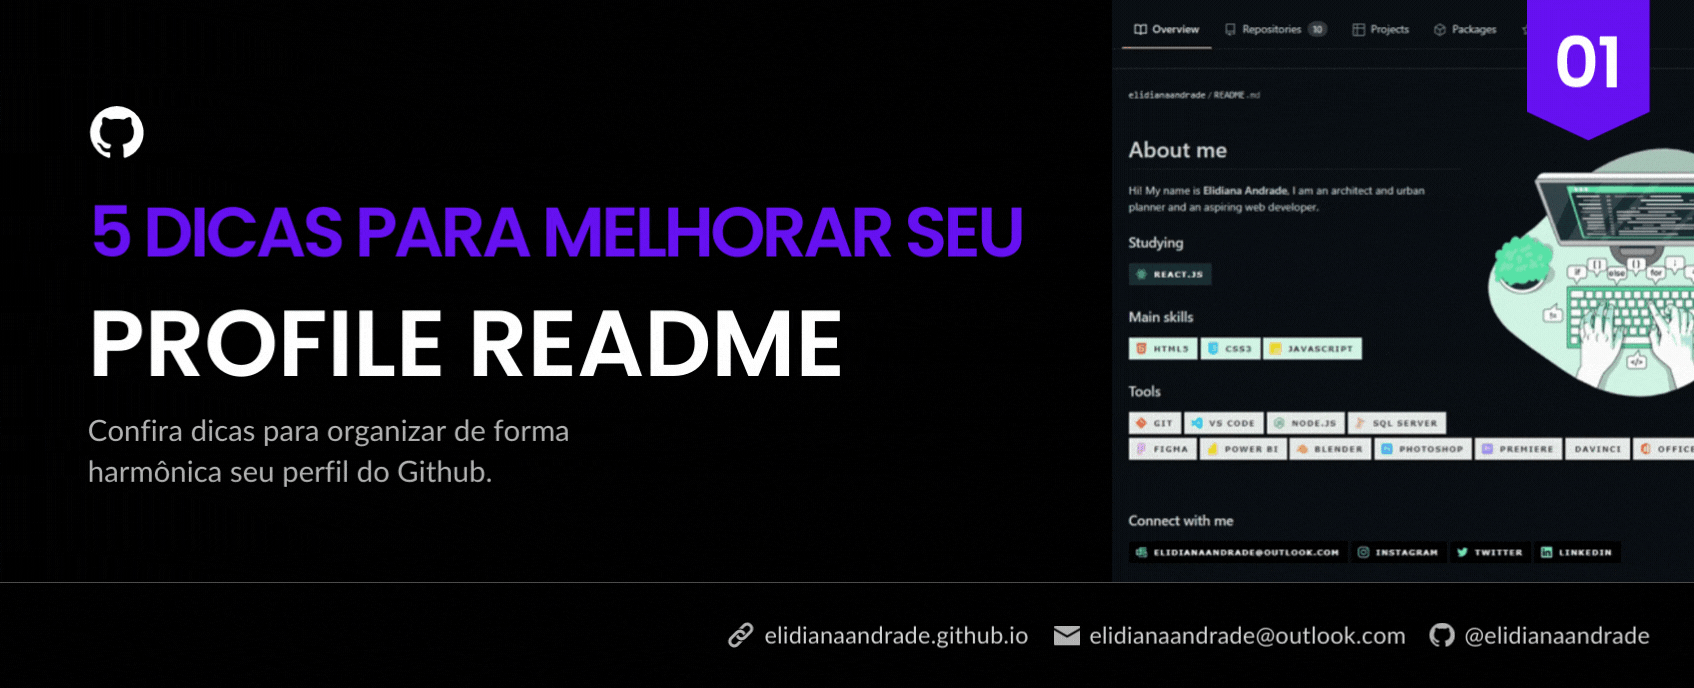 5 DICAS PARA MELHORAR SEU
PROFILE README
Confira dicas para organizar de forma
harmônica seu perfil do Github.
Overview Repositories 10 Projects Packages
01
elidianaandrade / README.md
About me
Hi! My name is Elidiana Andrade, I am an architect and urban
planner and an aspiring web developer.
Studying
REACT.JS
Main skills
HTML5 CSS3 JAVASCRIPT
Tools
GIT VS CODE NODE.JS SQL SERVER
FIGMA POWER BI BLENDER PHOTOSHOP PREMIERE DAVINCI OFFICE
Connect with me
ELIDIANAANDRADE@OUTLOOK.COM INSTAGRAM TWITTER LINKEDIN
if {} else {} for ;
</>
elidianaandrade.github.io elidianaandrade@outlook.com @elidianaandrade